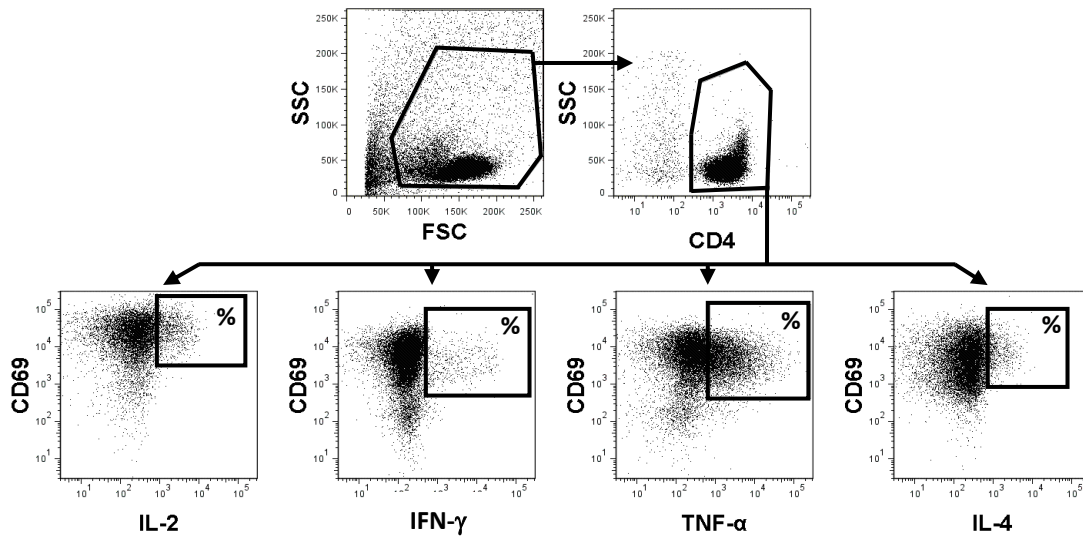 250K
200K
150K
100K
50K
0
SSC
0 50K 100K 150K 200K 250K
FSC
250K
200K
150K
100K
50K
0
SSC
10¹ 10² 10³ 10⁴ 10⁵
CD4
10⁵
10⁴
10³
10²
10¹
CD69
%
10¹ 10² 10³ 10⁴ 10⁵
IL-2
10⁵
10⁴
10³
10²
10¹
CD69
%
10¹ 10² 10³ 10⁴ 10⁵
IFN-γ
10⁵
10⁴
10³
10²
10¹
CD69
%
10¹ 10² 10³ 10⁴ 10⁵
TNF-α
10⁵
10⁴
10³
10²
10¹
CD69
%
10¹ 10² 10³ 10⁴ 10⁵
IL-4